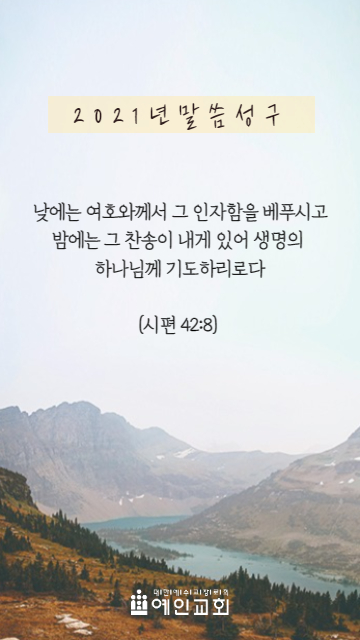 2021년말씀성구
낮에는 여호와께서 그 인자함을 베푸시고
밤에는 그 찬송이 내게 있어 생명의
하나님께 기도하리로다
(시편 42:8)
예인교회